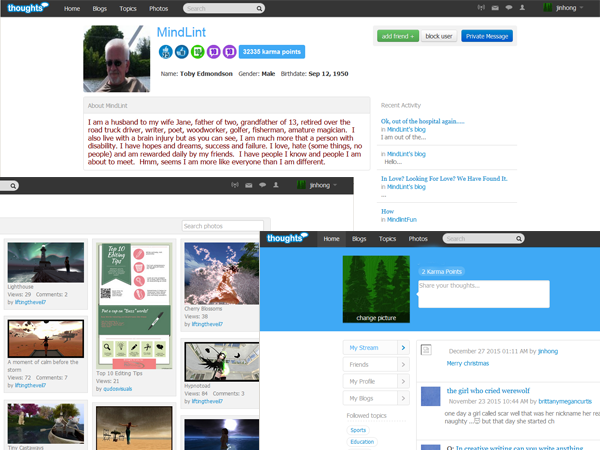 thoughts Home Blogs Topics Photos Search jinhong
MindLint
32335 karma points
Name: Toby Edmondson Gender: Male Birthdate: Sep 12, 1950
add friend + block user Private Message
About MindLint
I am a husband to my wife Jane, father of two, grandfather of 13, retired over the
road truck driver, writer, poet, woodworker, golfer, fisherman, amature magician. I
also live with a brain injury but as you can see, I am much more that a person with
disability. I have hopes and dreams, success and failure. I love, hate (some things, no
people) and am rewarded daily by my friends. I have people I know and people I am
about to meet. Hmm, seems I am more like everyone than I am different.
Recent Activity
Ok, out of the hospital again.....
in MindLint's blog
I am out of the...
in MindLint's blog
Hello...
In Love? Looking For Love? We Have Found It.
in MindLint's blog
...
How
in MindlintFun
jinhong
Search photos
Lighthouse
Views: 29 Comments: 2
by liftingtheveil7
A moment of calm before the
storm
Views: 72 Comments: 7
by liftingtheveil7
Tiny Castaways
Top 10
Editing
Tips
Top 10 Editing Tips
Views: 21
by audiovisuals
Cherry Blossoms
Views: 38
by liftingtheveil7
Hypnotoad
Views: 84 Comments: 3
by liftingtheveil7
thoughts Home Blogs Topics Photos Search
change picture
2 Karma Points
Share your thoughts...
My Stream
Friends
My Profile
My Blogs
Followed topics
Sports
Education
December 27 2015 01:11 AM by jinhong
Merry christmas
the girl who cried werewolf
November 23 2015 10:44 AM by brittanymegancurtis
one day a girl called scar well that was her nickname her rea
naughty ... but that day she started ch
Q: In creative writing can you write anything